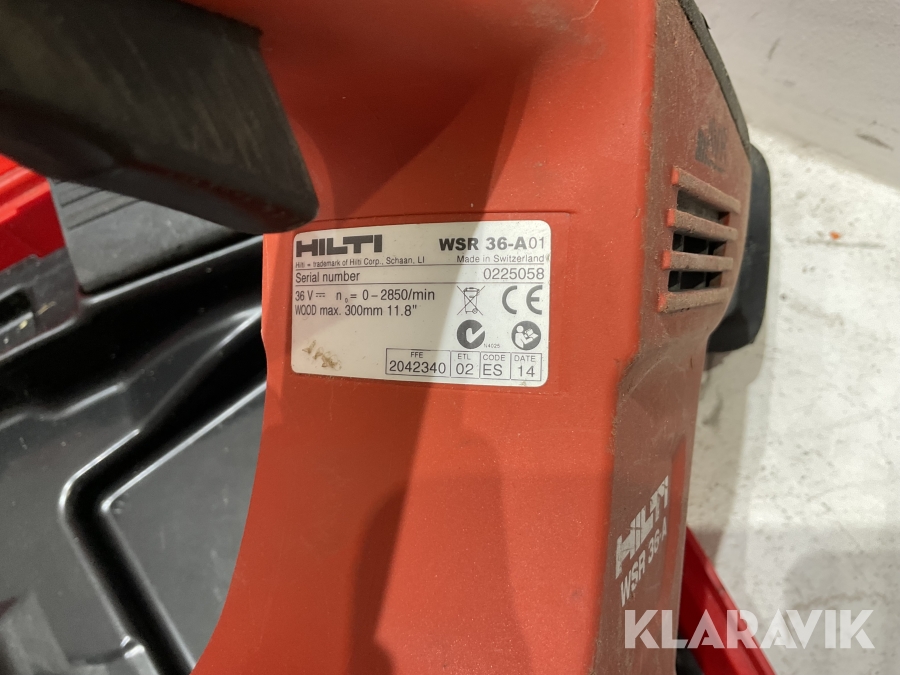 HILTI WSR 36-A01
Hilti = trademark of Hilti Corp., Schaan, LI Made in Switzerland
Serial number 0225058
36 V n₀ = 0-2850/min
WOOD max. 300mm 11.8"
CE
N4025
FFE ETL CODE DATE
2042340 02 ES 14
HILTI
WSR 36-A
KLARAVIK